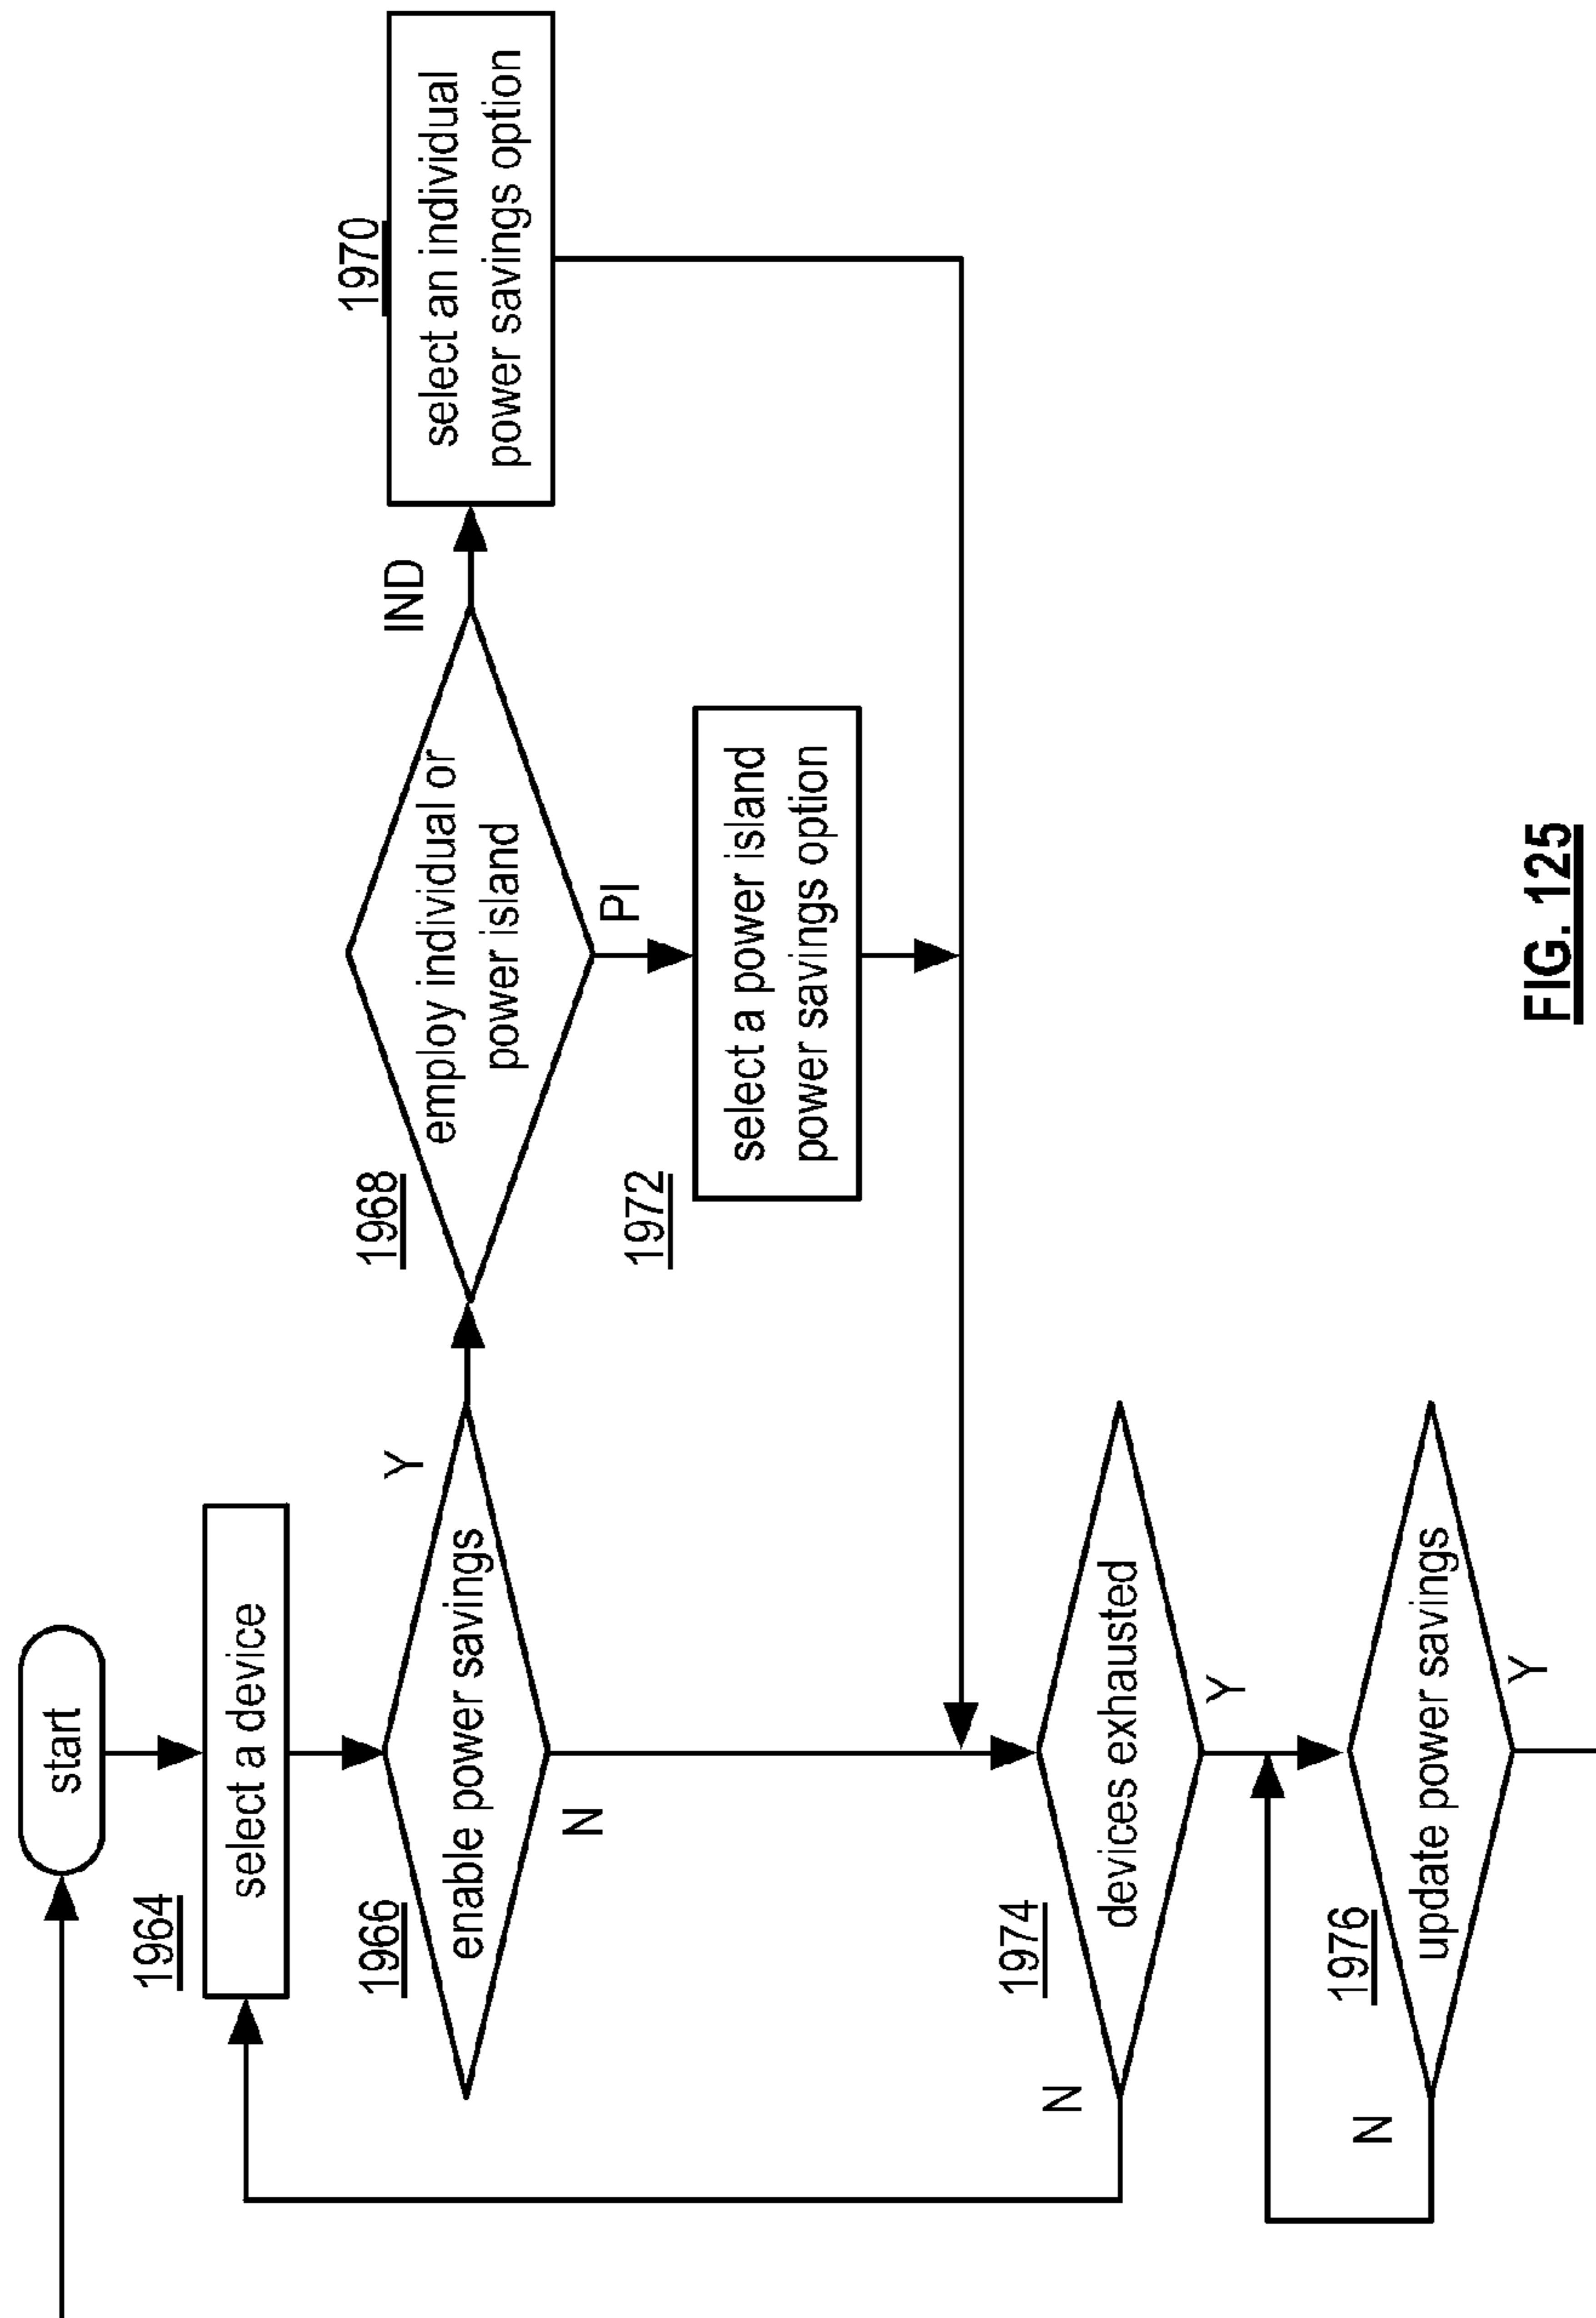 start
1964
select a device
1966
enable power savings
Y
N
1968
employ individual or
power island
IND
PI
1970
select an individual
power savings option
1972
select a power island
power savings option
1974
devices exhausted
N
Y
1976
update power savings
N
Y
FIG. 125